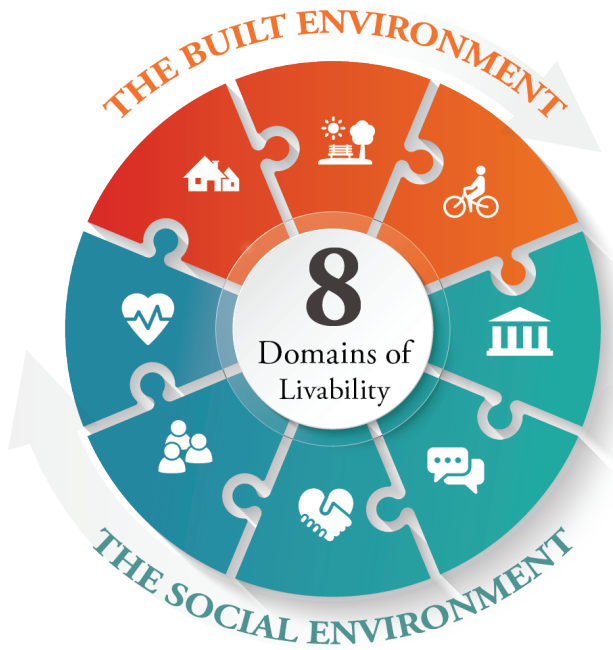 THE BUILT ENVIRONMENT
8
Domains of
Livability
THE SOCIAL ENVIRONMENT